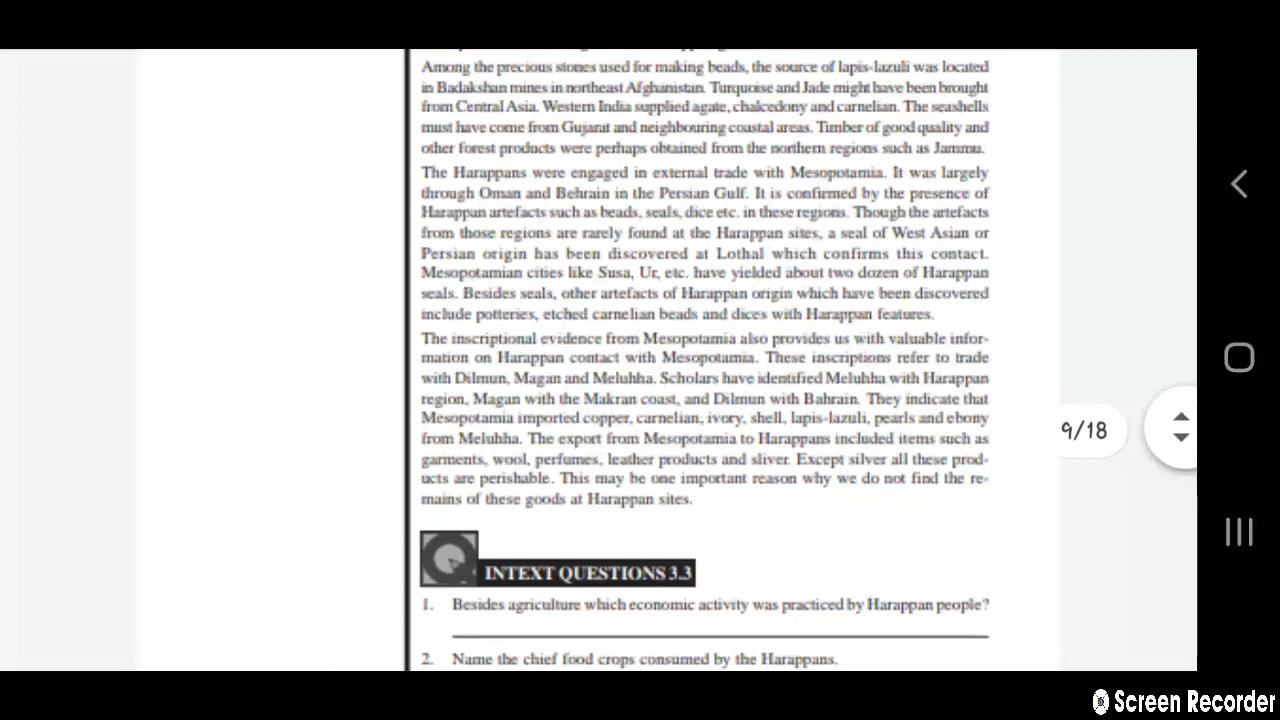 Among the precious stones used for making beads, the source of lapis-lazuli was located
in Badakshan mines in northeast Afghanistan. Turquoise and Jade might have been brought
from Central Asia. Western India supplied agate, chalcedony and carnelian. The seashells
must have come from Gujarat and neighbouring coastal areas. Timber of good quality and
other forest products were perhaps obtained from the northern regions such as Jammu.
The Harappans were engaged in external trade with Mesopotamia. It was largely
through Oman and Behrain in the Persian Gulf. It is confirmed by the presence of
Harappan artefacts such as beads, seals, dice etc. in these regions. Though the artefacts
from those regions are rarely found at the Harappan sites, a seal of West Asian or
Persian origin has been discovered at Lothal which confirms this contact.
Mesopotamian cities like Susa, Ur, etc. have yielded about two dozen of Harappan
seals. Besides seals, other artefacts of Harappan origin which have been discovered
include potteries, etched carnelian beads and dices with Harappan features.
The inscriptional evidence from Mesopotamia also provides us with valuable infor-
mation on Harappan contact with Mesopotamia. These inscriptions refer to trade
with Dilmun, Magan and Meluhha. Scholars have identified Meluhha with Harappan
region, Magan with the Makran coast, and Dilmun with Bahrain. They indicate that
Mesopotamia imported copper, carnelian, ivory, shell, lapis-lazuli, pearls and ebony
from Meluhha. The export from Mesopotamia to Harappans included items such as
garments, wool, perfumes, leather products and sliver. Except silver all these prod-
ucts are perishable. This may be one important reason why we do not find the re-
mains of these goods at Harappan sites.
9/18
INTEXT QUESTIONS 3.3
1. Besides agriculture which economic activity was practiced by Harappan people?
2. Name the chief food crops consumed by the Harappans.
Screen Recorder